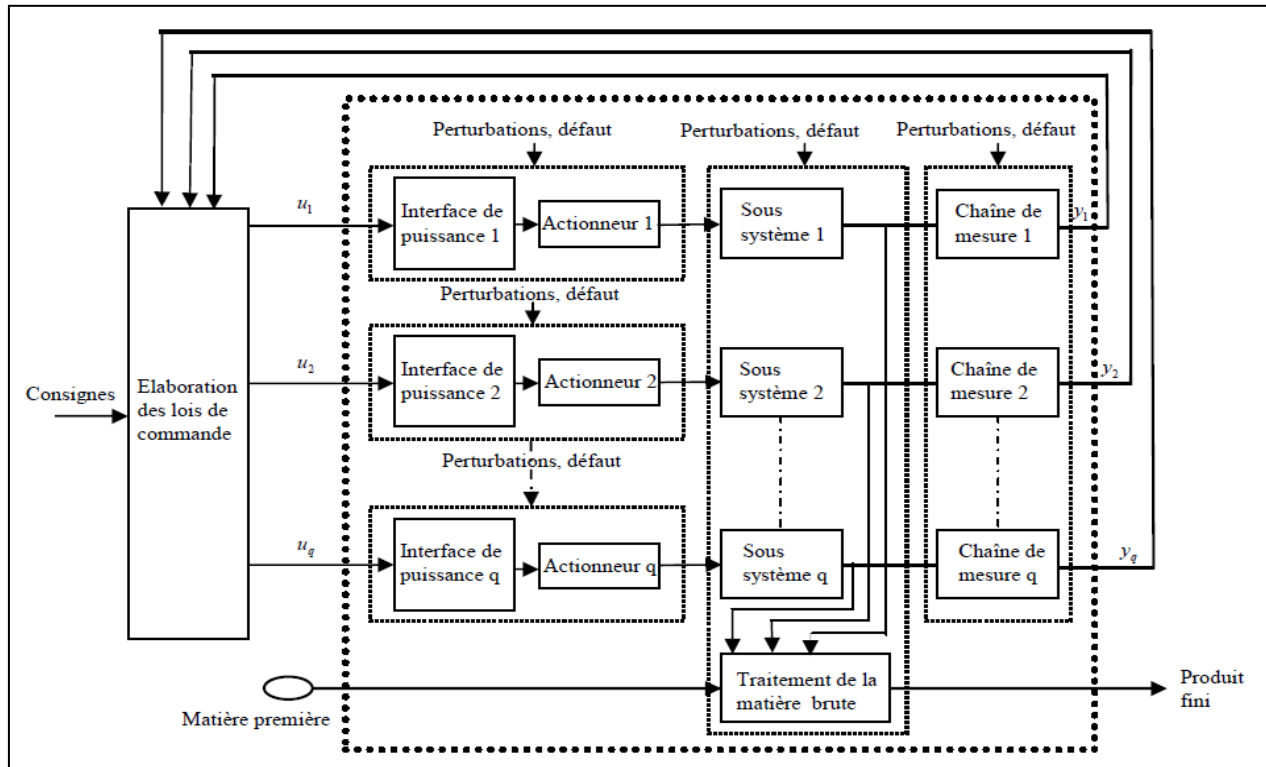 Perturbations, défaut
Perturbations, défaut
Perturbations, défaut
u1
Interface de
puissance 1
Actionneur 1
Sous
système 1
Chaîne de
mesure 1
y1
Perturbations, défaut
Consignes
Elaboration
des lois de
commande
u2
Interface de
puissance 2
Actionneur 2
Sous
système 2
Chaîne de
mesure 2
y2
Perturbations, défaut
uq
Interface de
puissance q
Actionneur q
Sous
système q
Chaîne de
mesure q
yq
Matière première
Traitement de la
matière brute
Produit
fini